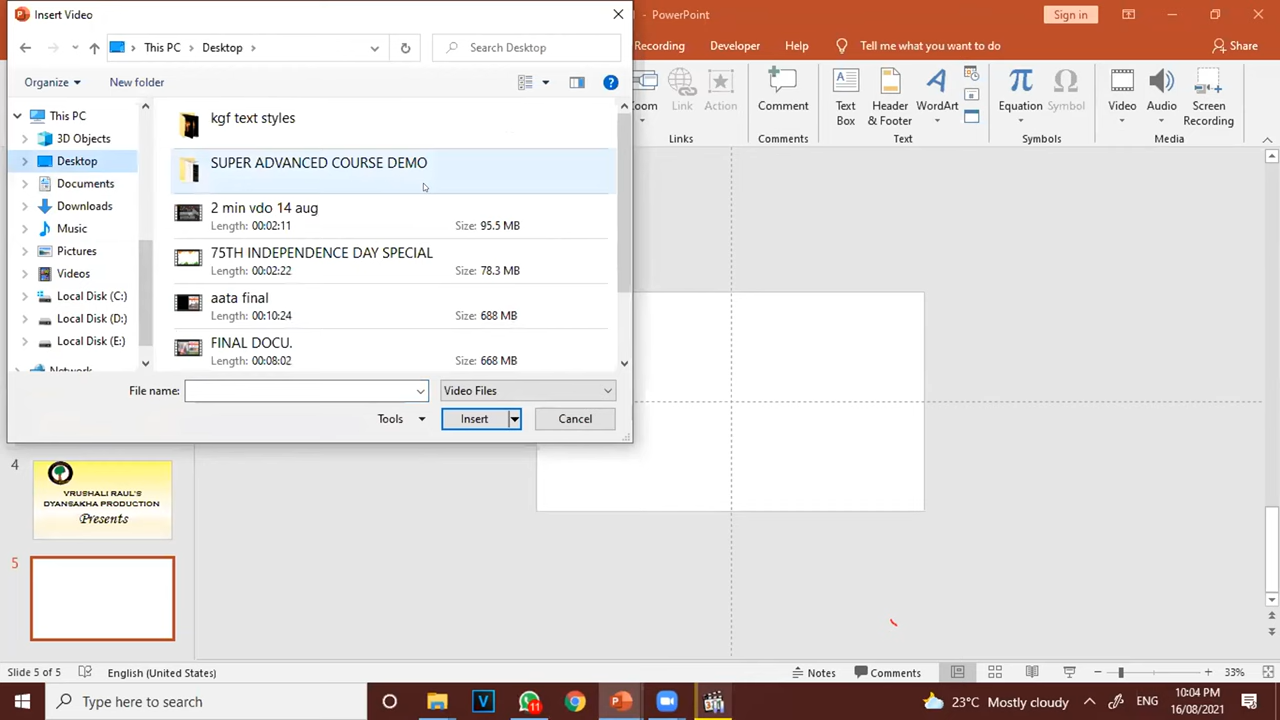 Insert Video
PowerPoint
Sign in
This PC
Desktop
Search Desktop
Recording
Developer
Help
Tell me what you want to do
Share
Organize
New folder
Zoom
Link
Action
Comment
Text
Box
Header
& Footer
WordArt
Equation
Symbol
Video
Audio
Screen
Recording
Links
Comments
Text
Symbols
Media
This PC
3D Objects
Desktop
Documents
Downloads
Music
Pictures
Videos
Local Disk (C:)
Local Disk (D:)
Local Disk (E:)
Network
kgf text styles
SUPER ADVANCED COURSE DEMO
2 min vdo 14 aug
Length: 00:02:11 Size: 95.5 MB
75TH INDEPENDENCE DAY SPECIAL
Length: 00:02:22 Size: 78.3 MB
aata final
Length: 00:10:24 Size: 688 MB
FINAL DOCU.
Length: 00:08:02 Size: 668 MB
File name:
Video Files
Tools
Insert
Cancel
4
VRUSHALI RAUL'S
DYANSAKHA PRODUCTION
Presents
5
Slide 5 of 5
English (United States)
Notes
Comments
33%
Type here to search
11
23°C Mostly cloudy
ENG
10:04 PM
16/08/2021